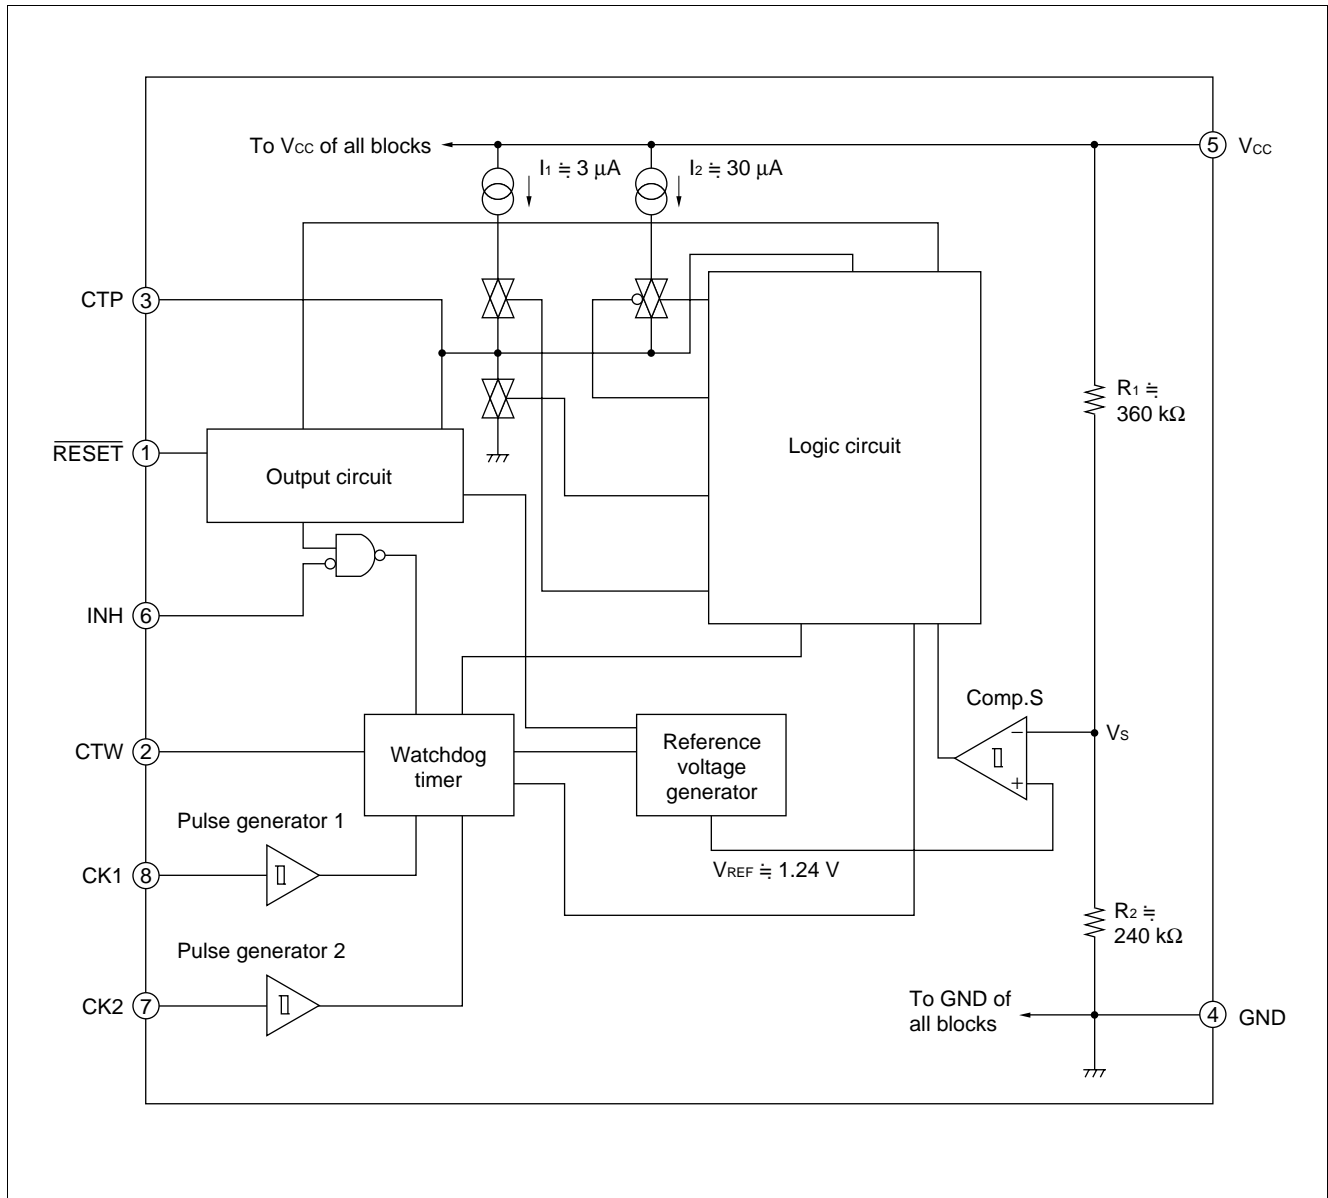 To VCC of all blocks
I1 ≒ 3 μA
I2 ≒ 30 μA
5
VCC
CTP
3
R1 ≒
360 kΩ
RESET
1
Output circuit
Logic circuit
INH
6
Comp.S
CTW
2
Watchdog
timer
Reference
voltage
generator
−
+
VS
Pulse generator 1
VREF ≒ 1.24 V
CK1
8
R2 ≒
240 kΩ
Pulse generator 2
CK2
7
To GND of
all blocks
4
GND